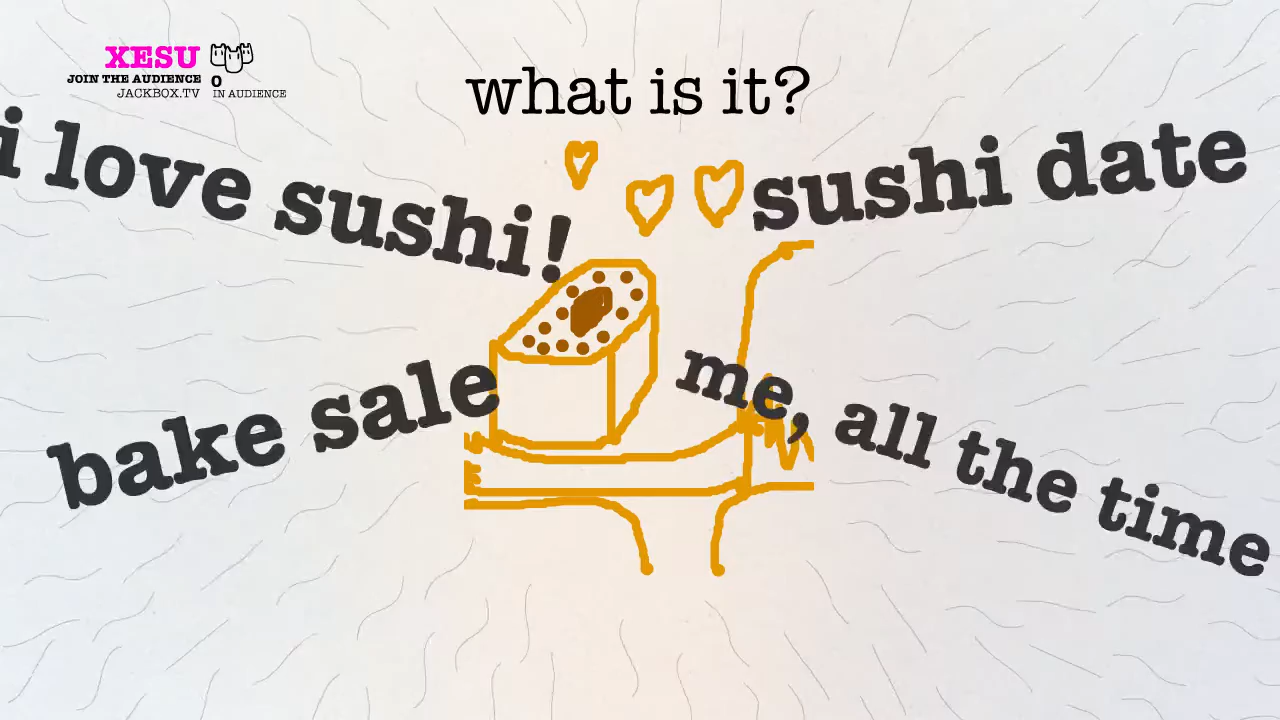 XESU
JOIN THE AUDIENCE
JACKBOX.TV
0
IN AUDIENCE
what is it?
i love sushi!
sushi date
bake sale
me, all the time